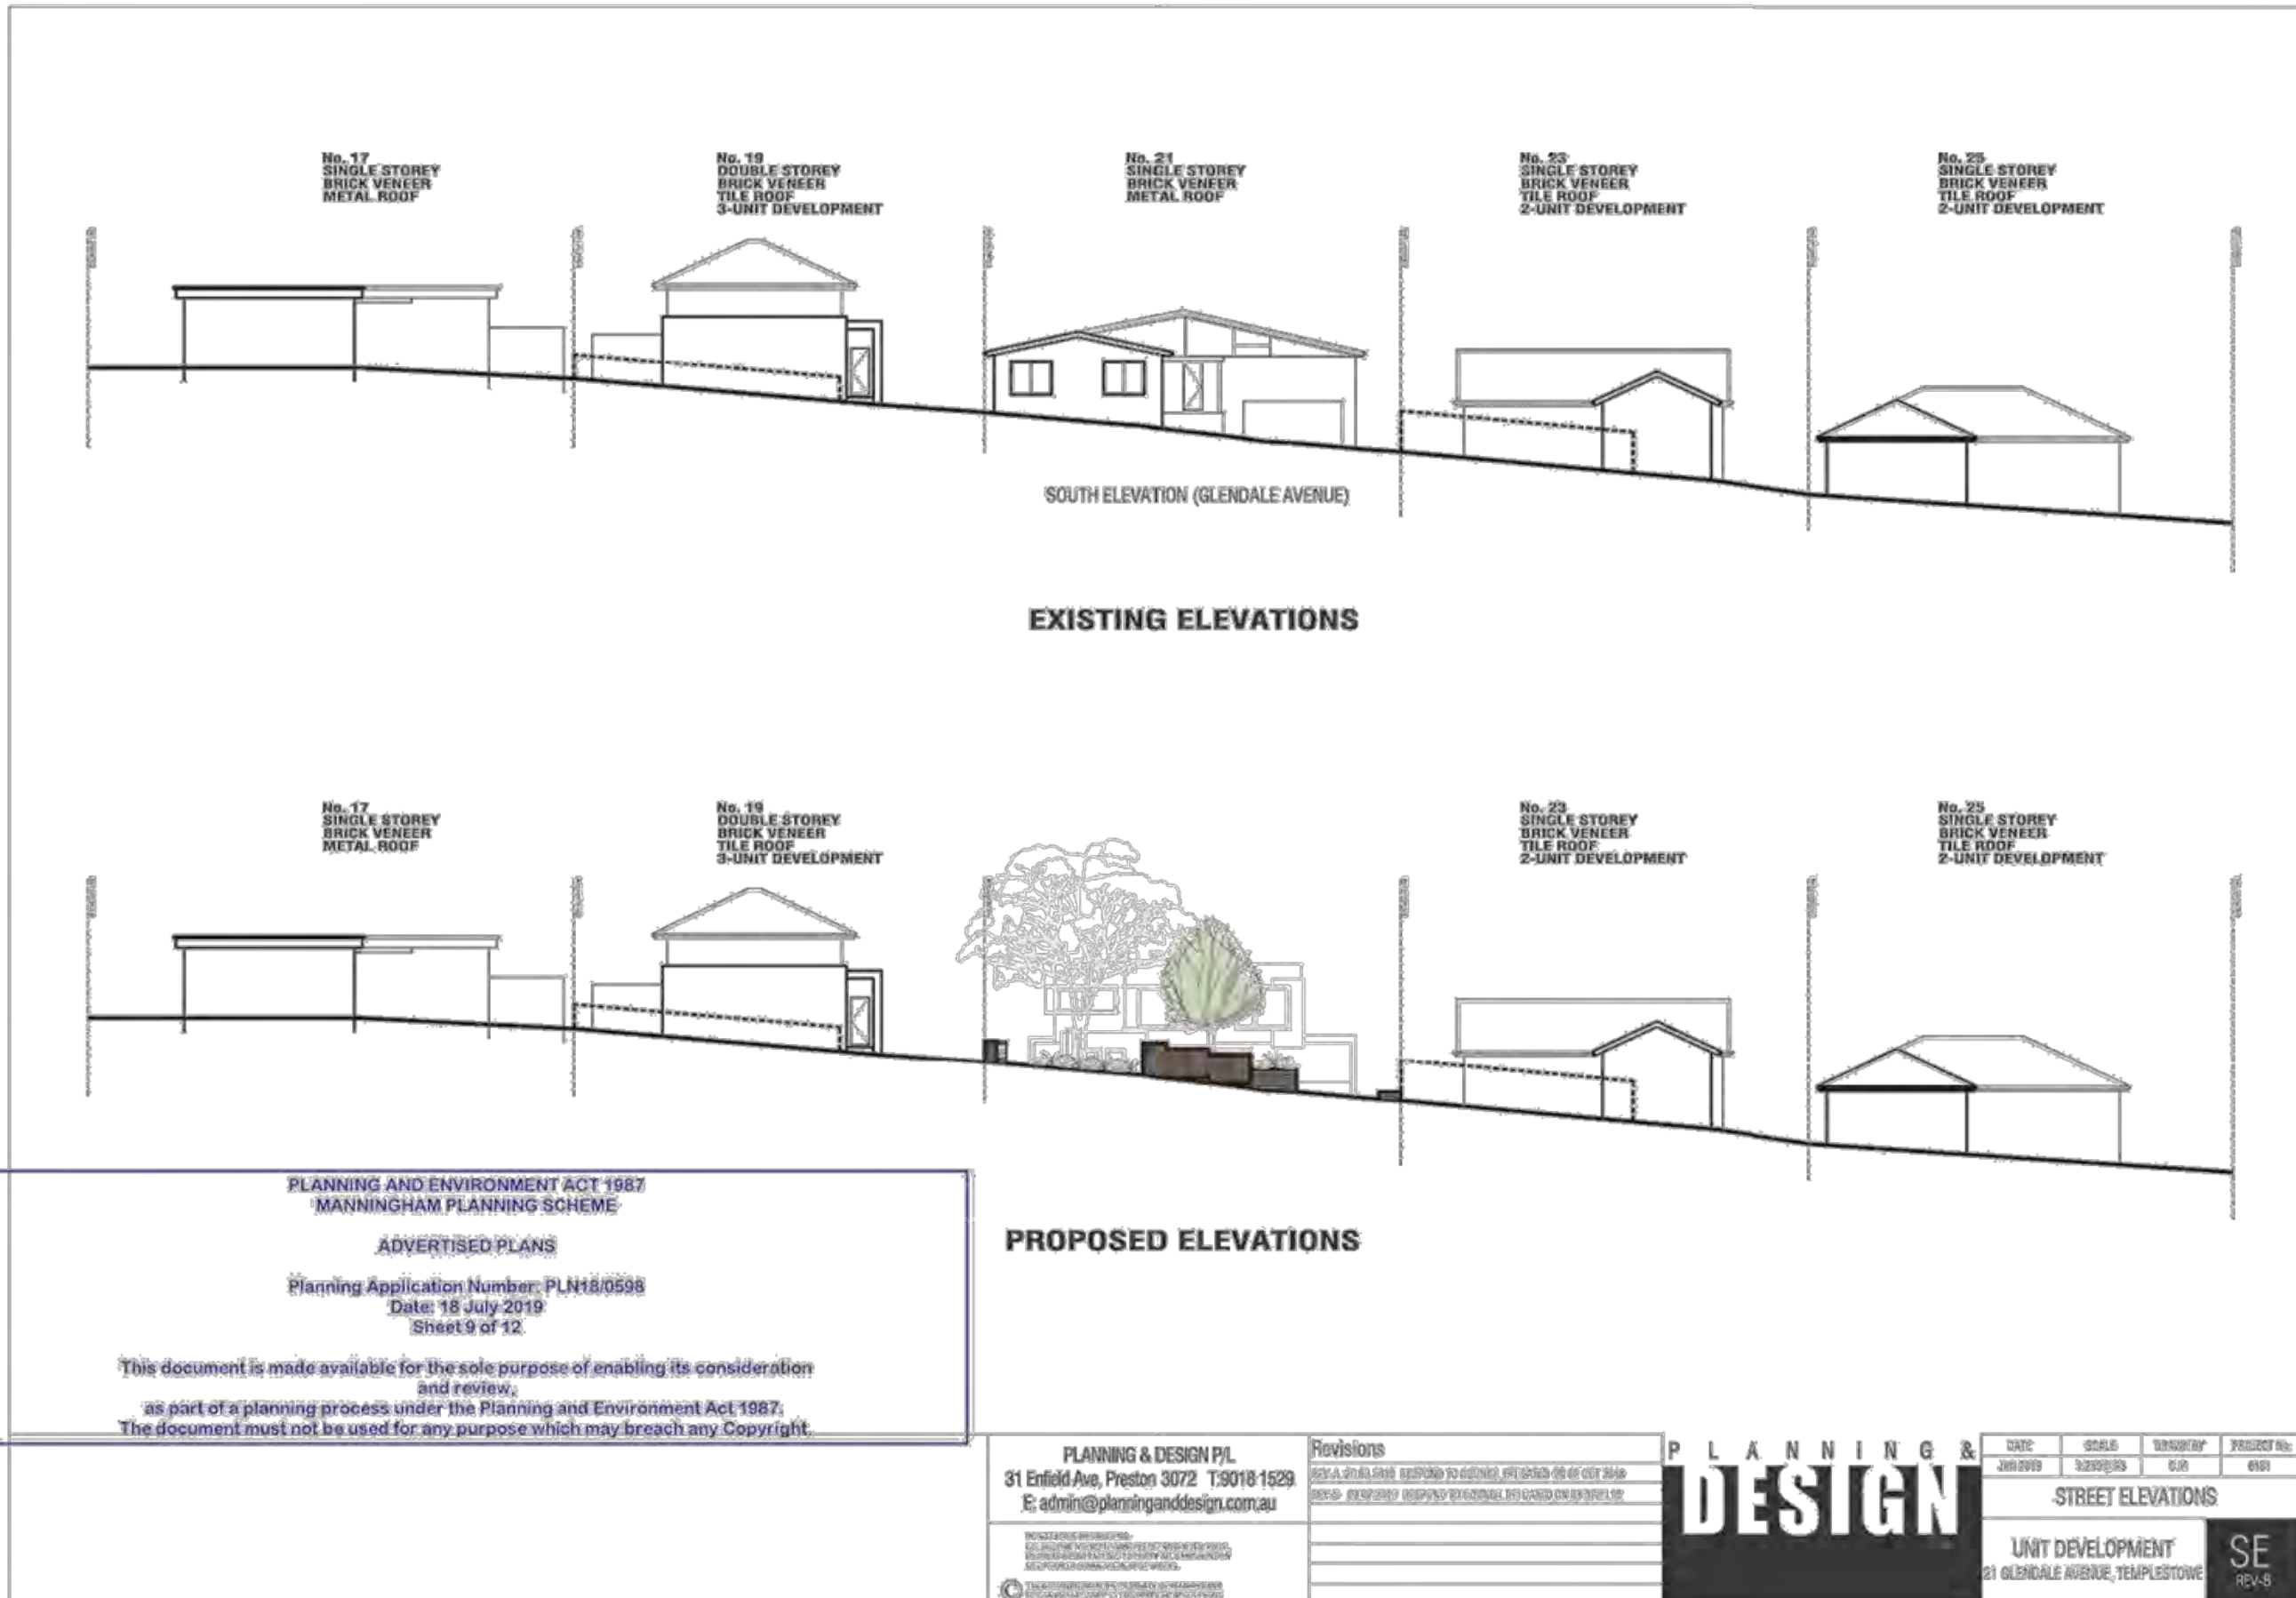 No. 17
SINGLE STOREY
BRICK VENEER
METAL ROOF
No. 19
DOUBLE STOREY
BRICK VENEER
TILE ROOF
3-UNIT DEVELOPMENT
No. 21
SINGLE STOREY
BRICK VENEER
METAL ROOF
No. 23
SINGLE STOREY
BRICK VENEER
TILE ROOF
2-UNIT DEVELOPMENT
No. 25
SINGLE STOREY
BRICK VENEER
TILE ROOF
2-UNIT DEVELOPMENT
SOUTH ELEVATION (GLENDALE AVENUE)
EXISTING ELEVATIONS
No. 17
SINGLE STOREY
BRICK VENEER
METAL ROOF
No. 19
DOUBLE STOREY
BRICK VENEER
TILE ROOF
3-UNIT DEVELOPMENT
No. 23
SINGLE STOREY
BRICK VENEER
TILE ROOF
2-UNIT DEVELOPMENT
No. 25
SINGLE STOREY
BRICK VENEER
TILE ROOF
2-UNIT DEVELOPMENT
PROPOSED ELEVATIONS
PLANNING AND ENVIRONMENT ACT 1987
MANNINGHAM PLANNING SCHEME
ADVERTISED PLANS
Planning Application Number: PLN18/0598
Date: 18 July 2019
Sheet 9 of 12
This document is made available for the sole purpose of enabling its consideration
and review,
as part of a planning process under the Planning and Environment Act 1987.
The document must not be used for any purpose which may breach any Copyright.
PLANNING & DESIGN P/L
31 Enfield Ave, Preston 3072 T:9018 1529
E: admin@planninganddesign.com.au
©
Revisions
PLANNING &
DESIGN
DATE
SCALE
PROJECT No.
JAN 2019
STREET ELEVATIONS
UNIT DEVELOPMENT
21 GLENDALE AVENUE, TEMPLESTOWE
SE
REV-B